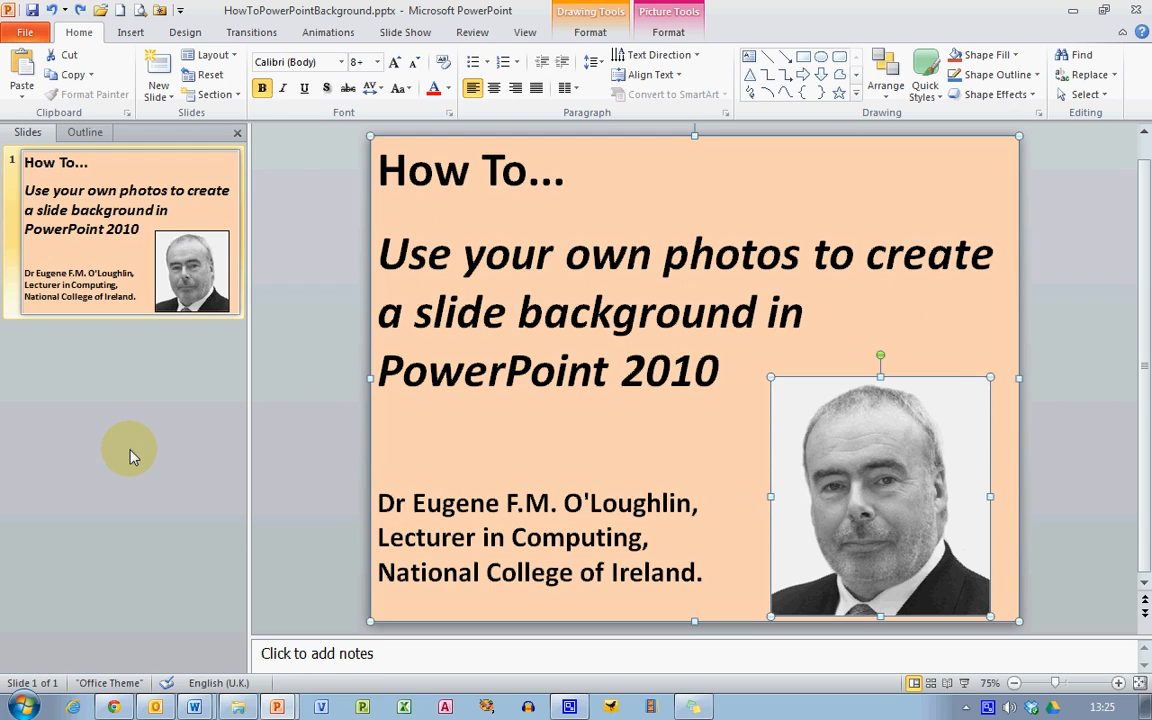 HowToPowerPointBackground.pptx - Microsoft PowerPoint
Drawing Tools
Picture Tools
File
Home
Insert
Design
Transitions
Animations
Slide Show
Review
View
Format
Format
Paste
Cut
Copy
Format Painter
Clipboard
New
Slide
Layout
Reset
Section
Slides
Calibri (Body)
8+
B I U S abc AV Aa A
Font
Text Direction
Align Text
Convert to SmartArt
Paragraph
Arrange
Quick
Styles
Shape Fill
Shape Outline
Shape Effects
Drawing
Find
Replace
Select
Editing
Slides
Outline
1
How To...
Use your own photos to create
a slide background in
PowerPoint 2010
Dr Eugene F.M. O'Loughlin,
Lecturer in Computing,
National College of Ireland.
How To...
Use your own photos to create
a slide background in
PowerPoint 2010
Dr Eugene F.M. O'Loughlin,
Lecturer in Computing,
National College of Ireland.
Click to add notes
Slide 1 of 1
"Office Theme"
English (U.K.)
75%
13:25